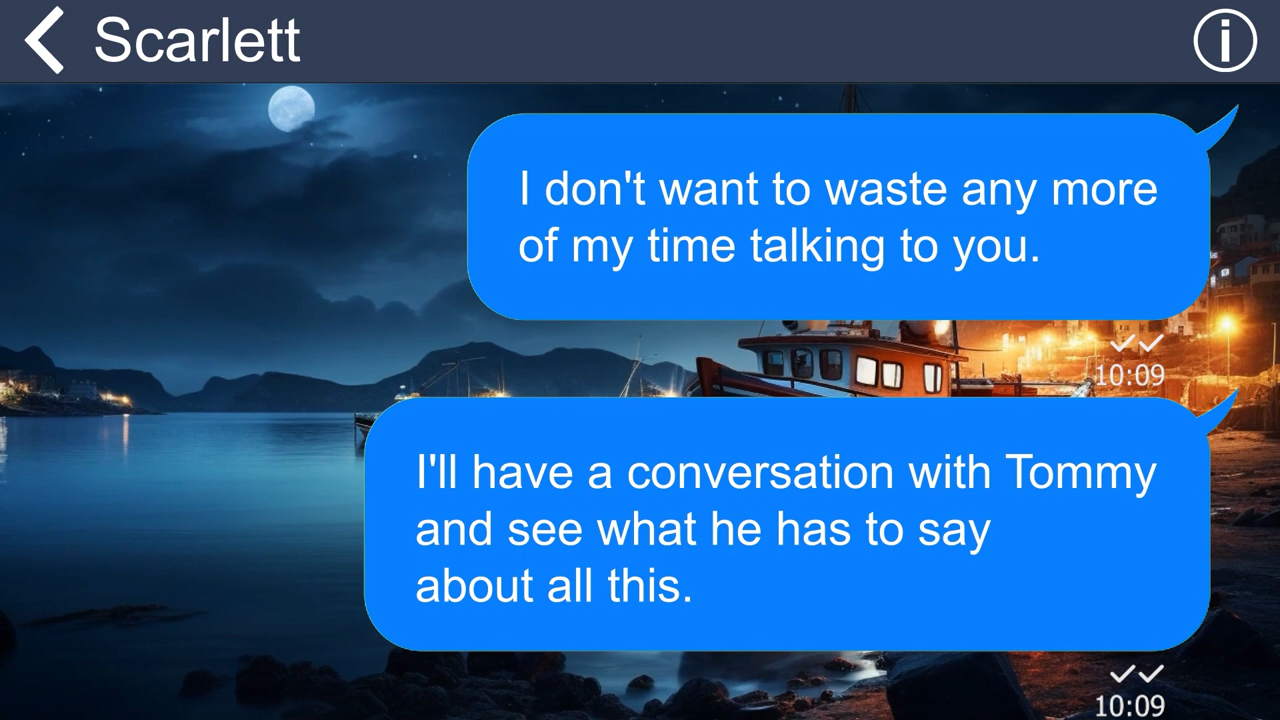 Scarlett
I don't want to waste any more
of my time talking to you.
10:09
I'll have a conversation with Tommy
and see what he has to say
about all this.
10:09